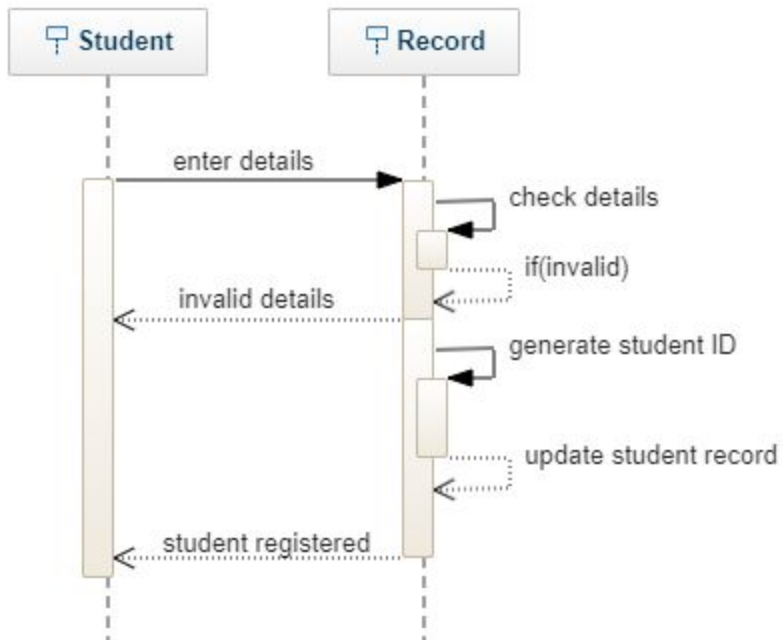 Student
Record
enter details
check details
if(invalid)
invalid details
generate student ID
update student record
student registered